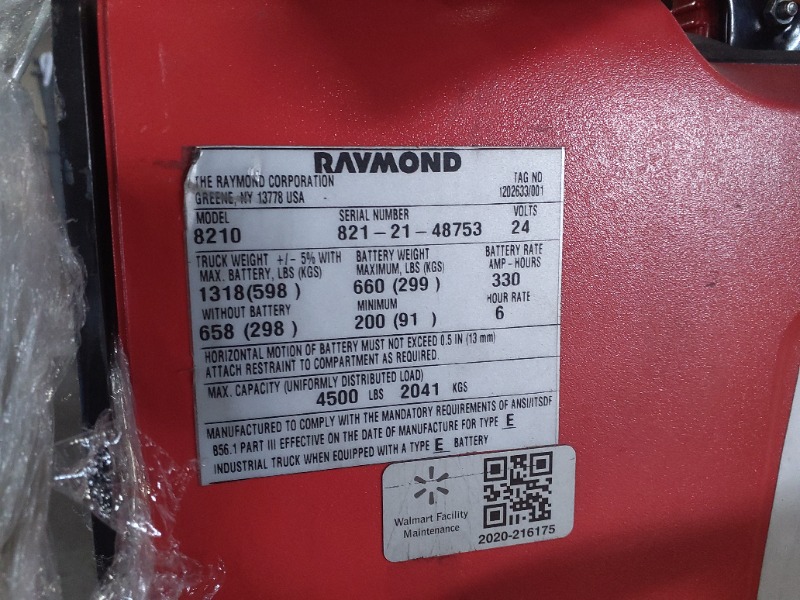 RAYMOND
THE RAYMOND CORPORATION
GREENE, NY 13778 USA
TAG NO
1202633/001
MODEL SERIAL NUMBER VOLTS
8210 821-21-48753 24
TRUCK WEIGHT +/- 5% WITH
MAX. BATTERY, LBS (KGS)
1318(598 )
BATTERY WEIGHT
MAXIMUM, LBS (KGS)
660 (299 )
BATTERY RATE
AMP-HOURS
330
WITHOUT BATTERY
658 (298 )
MINIMUM
200 (91 )
HOUR RATE
6
HORIZONTAL MOTION OF BATTERY MUST NOT EXCEED 0.5 IN (13 mm)
ATTACH RESTRAINT TO COMPARTMENT AS REQUIRED.
MAX. CAPACITY (UNIFORMLY DISTRIBUTED LOAD)
4500 LBS 2041 KGS
MANUFACTURED TO COMPLY WITH THE MANDATORY REQUIREMENTS OF ANSI/ITSDF
B56.1 PART III EFFECTIVE ON THE DATE OF MANUFACTURE FOR TYPE E
INDUSTRIAL TRUCK WHEN EQUIPPED WITH A TYPE E BATTERY
Walmart Facility
Maintenance
2020-216175